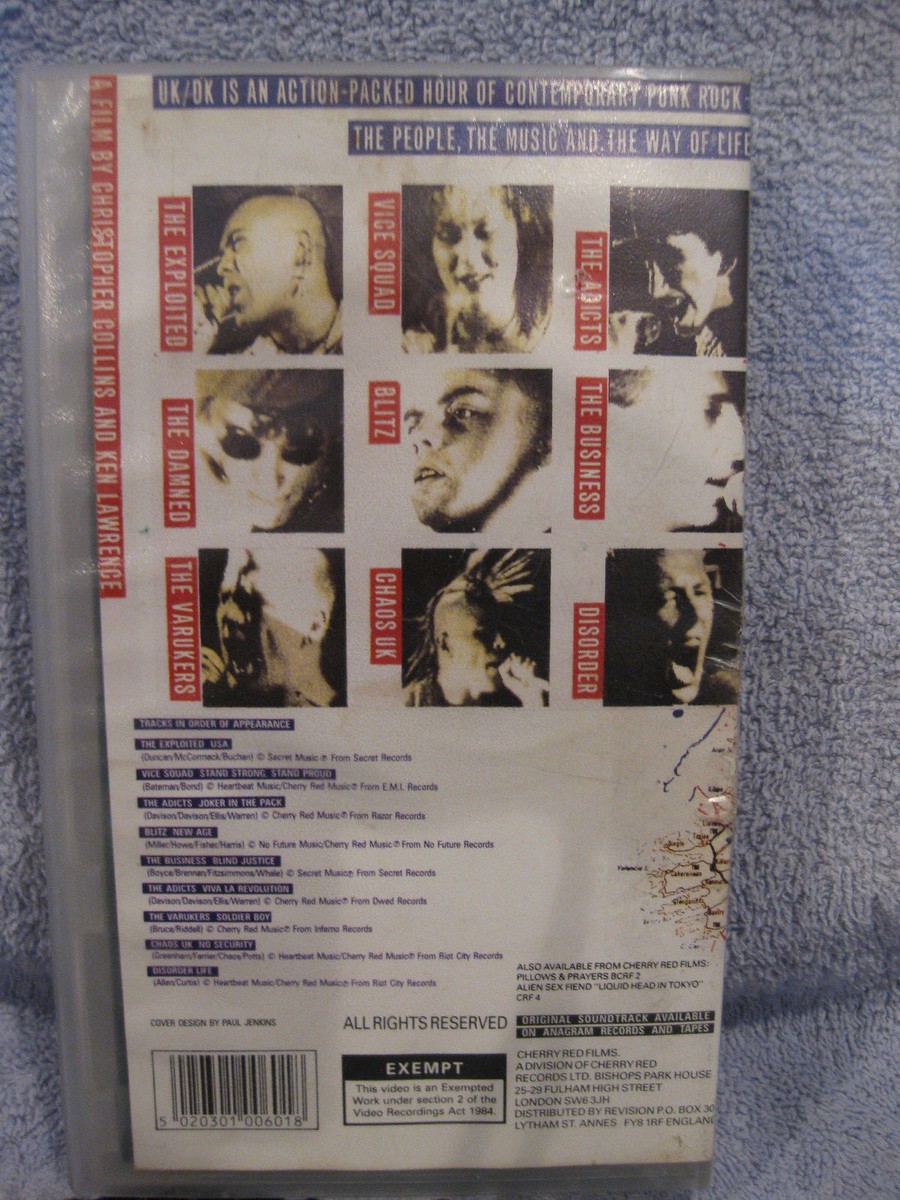 UK/DK IS AN ACTION-PACKED HOUR OF CONTEMPORARY PUNK ROCK-
THE PEOPLE, THE MUSIC AND THE WAY OF LIFE
A FILM BY CHRISTOPHER COLLINS AND KEN LAWRENCE
THE EXPLOITED
VICE SQUAD
THE ADICTS
THE DAMNED
BLITZ
THE BUSINESS
THE VARUKERS
CHAOS UK
DISORDER
TRACKS IN ORDER OF APPEARANCE
THE EXPLOITED USA
(Duncan/McCormack/Buchan) © Secret Music ℗ From Secret Records
VICE SQUAD STAND STRONG STAND PROUD
(Bateman/Bond) © Heartbeat Music/Cherry Red Music ℗ From E.M.I. Records
THE ADICTS JOKER IN THE PACK
(Davison/Davison/Ellis/Warren) © Cherry Red Music ℗ From Razor Records
BLITZ NEW AGE
(Miller/Howe/Fisher/Harris) © No Future Music/Cherry Red Music ℗ From No Future Records
THE BUSINESS BLIND JUSTICE
(Boyce/Brennan/Fitzsimmons/Whale) © Secret Music ℗ From Secret Records
THE ADICTS VIVA LA REVOLUTION
(Davison/Davison/Ellis/Warren) © Cherry Red Music ℗ From Dwed Records
THE VARUKERS SOLDIER BOY
(Bruce/Riddell) © Cherry Red Music ℗ From Inferno Records
CHAOS UK NO SECURITY
(Greenham/Farrier/Chaos/Potts) © Heartbeat Music/Cherry Red Music ℗ From Riot City Records
DISORDER LIFE
(Allen/Curtis) © Heartbeat Music/Cherry Red Music ℗ From Riot City Records
ALSO AVAILABLE FROM CHERRY RED FILMS:
PILLOWS & PRAYERS BCRF 2
ALIEN SEX FIEND "LIQUID HEAD IN TOKYO"
CRF 4
COVER DESIGN BY PAUL JENKINS
ALL RIGHTS RESERVED
ORIGINAL SOUNDTRACK AVAILABLE
ON ANAGRAM RECORDS AND TAPES
5 020301 006018
EXEMPT
This video is an Exempted
Work under section 2 of the
Video Recordings Act 1984.
CHERRY RED FILMS.
A DIVISION OF CHERRY RED
RECORDS LTD. BISHOPS PARK HOUSE
25-29 FULHAM HIGH STREET
LONDON SW6 3JH
DISTRIBUTED BY REVISION P.O. BOX 30
LYTHAM ST. ANNES FY8 1RF ENGLAN